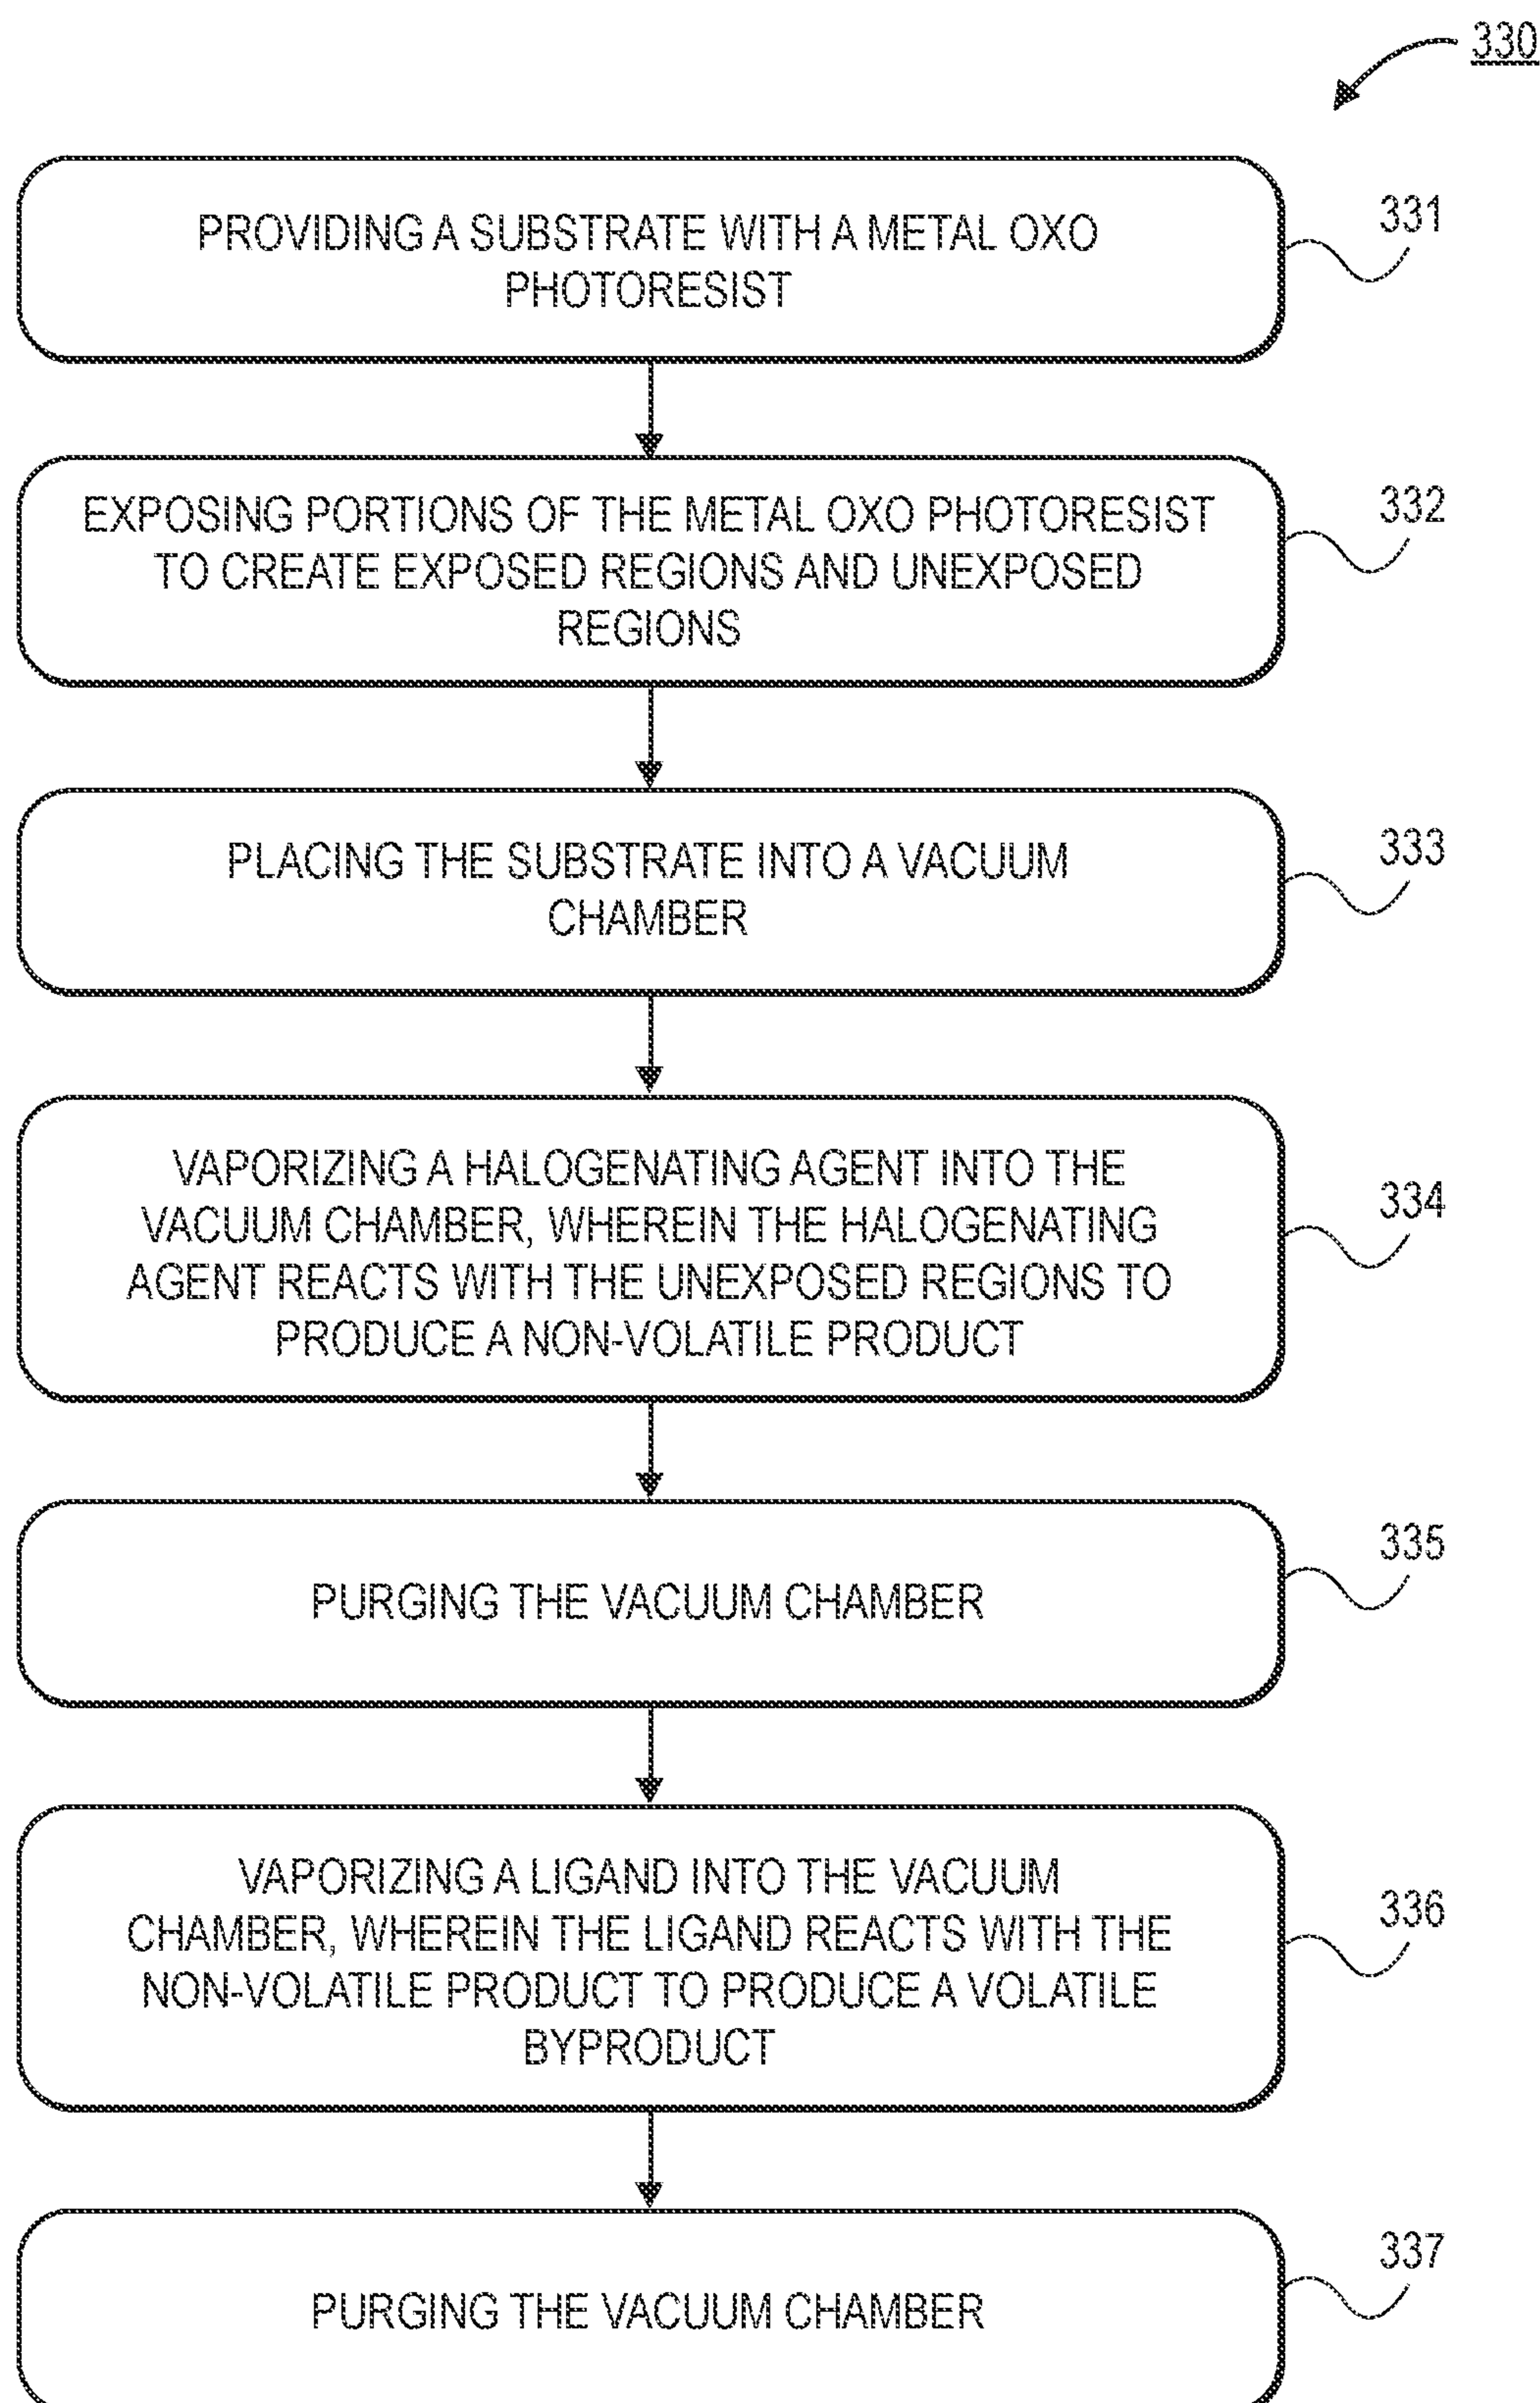 330
PROVIDING A SUBSTRATE WITH A METAL OXO
PHOTORESIST
331
EXPOSING PORTIONS OF THE METAL OXO PHOTORESIST
TO CREATE EXPOSED REGIONS AND UNEXPOSED
REGIONS
332
PLACING THE SUBSTRATE INTO A VACUUM
CHAMBER
333
VAPORIZING A HALOGENATING AGENT INTO THE
VACUUM CHAMBER, WHEREIN THE HALOGENATING
AGENT REACTS WITH THE UNEXPOSED REGIONS TO
PRODUCE A NON-VOLATILE PRODUCT
334
PURGING THE VACUUM CHAMBER
335
VAPORIZING A LIGAND INTO THE VACUUM
CHAMBER, WHEREIN THE LIGAND REACTS WITH THE
NON-VOLATILE PRODUCT TO PRODUCE A VOLATILE
BYPRODUCT
336
PURGING THE VACUUM CHAMBER
337